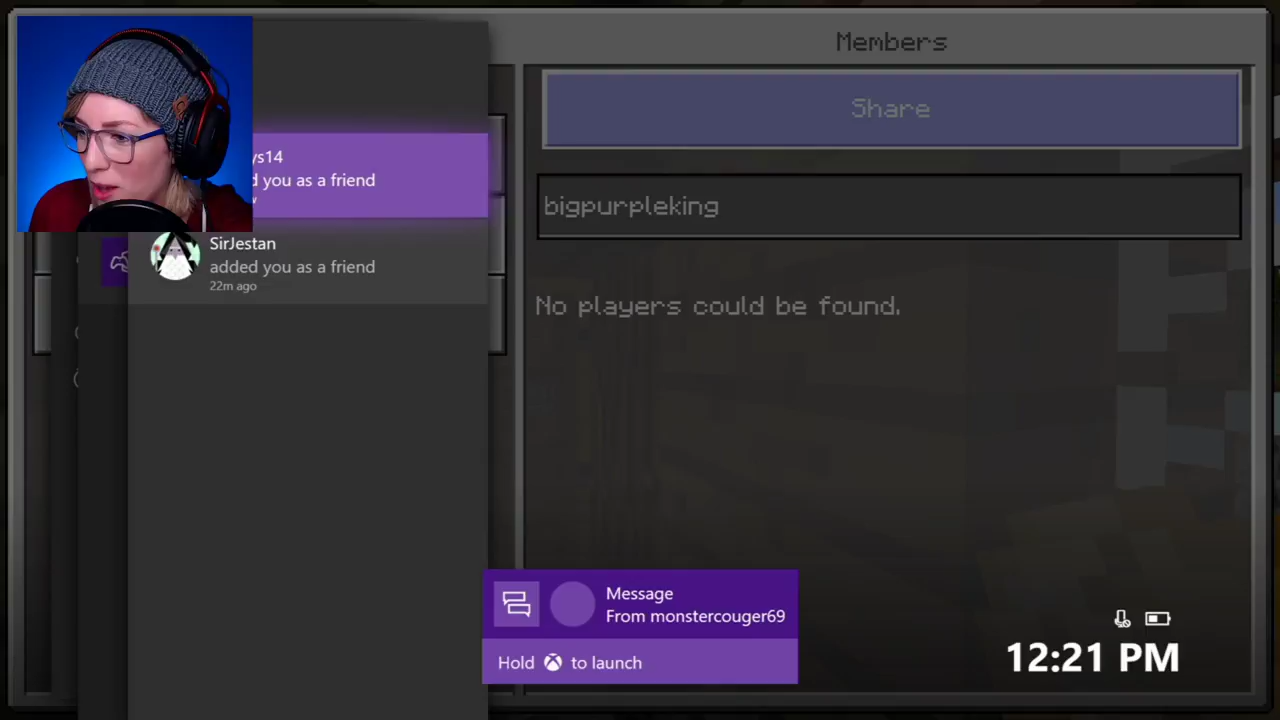 Members
Share
bigpurpleking
No players could be found.
you as a friend
SirJestan
added you as a friend
22m ago
Message
From monstercouger69
Hold to launch
12:21 PM